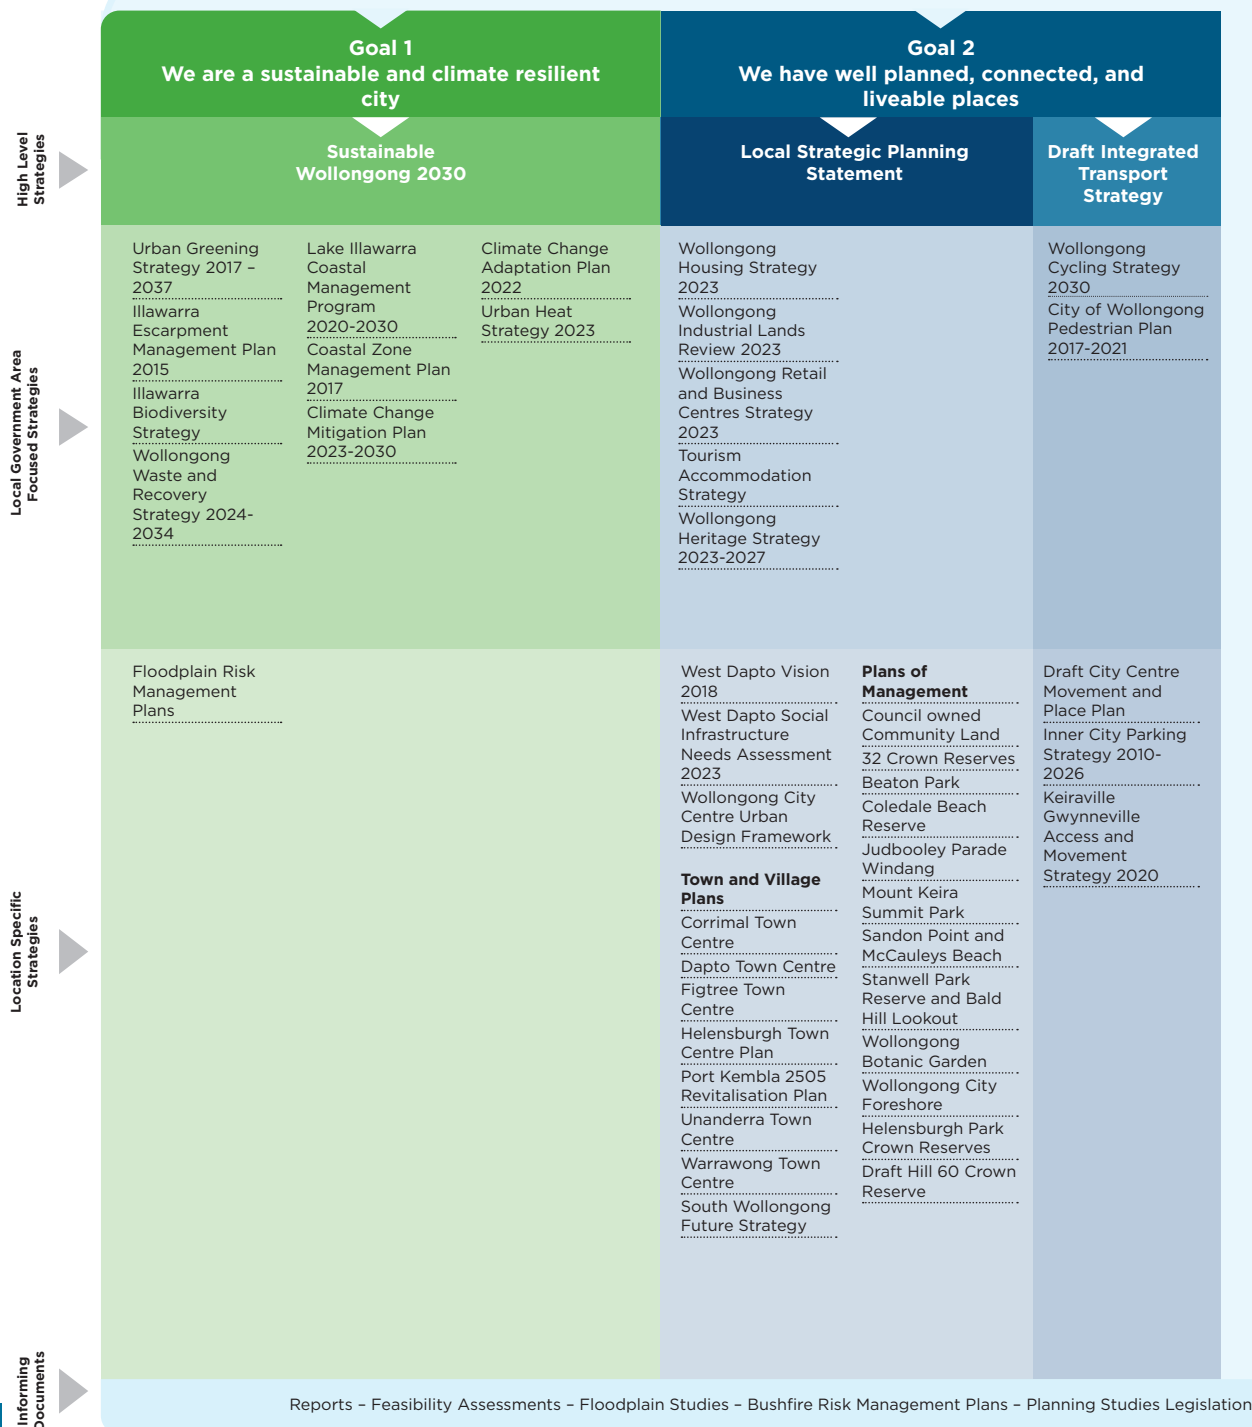 Goal 1
We are a sustainable and climate resilient
city
Goal 2
We have well planned, connected, and
liveable places
High Level
Strategies
Sustainable
Wollongong 2030
Local Strategic Planning
Statement
Draft Integrated
Transport
Strategy
Local Government Area
Focused Strategies
Urban Greening
Strategy 2017 –
2037
Illawarra
Escarpment
Management Plan
2015
Illawarra
Biodiversity
Strategy
Wollongong
Waste and
Recovery
Strategy 2024-
2034
Lake Illawarra
Coastal
Management
Program
2020-2030
Coastal Zone
Management Plan
2017
Climate Change
Mitigation Plan
2023-2030
Climate Change
Adaptation Plan
2022
Urban Heat
Strategy 2023
Wollongong
Housing Strategy
2023
Wollongong
Industrial Lands
Review 2023
Wollongong Retail
and Business
Centres Strategy
2023
Tourism
Accommodation
Strategy
Wollongong
Heritage Strategy
2023-2027
Wollongong
Cycling Strategy
2030
City of Wollongong
Pedestrian Plan
2017-2021
Location Specific
Strategies
Floodplain Risk
Management
Plans
West Dapto Vision
2018
West Dapto Social
Infrastructure
Needs Assessment
2023
Wollongong City
Centre Urban
Design Framework
Town and Village
Plans
Corrimal Town
Centre
Dapto Town Centre
Figtree Town
Centre
Helensburgh Town
Centre Plan
Port Kembla 2505
Revitalisation Plan
Unanderra Town
Centre
Warrawong Town
Centre
South Wollongong
Future Strategy
Plans of
Management
Council owned
Community Land
32 Crown Reserves
Beaton Park
Coledale Beach
Reserve
Judbooley Parade
Windang
Mount Keira
Summit Park
Sandon Point and
McCauleys Beach
Stanwell Park
Reserve and Bald
Hill Lookout
Wollongong
Botanic Garden
Wollongong City
Foreshore
Helensburgh Park
Crown Reserves
Draft Hill 60 Crown
Reserve
Draft City Centre
Movement and
Place Plan
Inner City Parking
Strategy 2010-
2026
Keiraville
Gwynneville
Access and
Movement
Strategy 2020
Informing
Documents
Reports – Feasibility Assessments – Floodplain Studies – Bushfire Risk Management Plans – Planning Studies Legislation